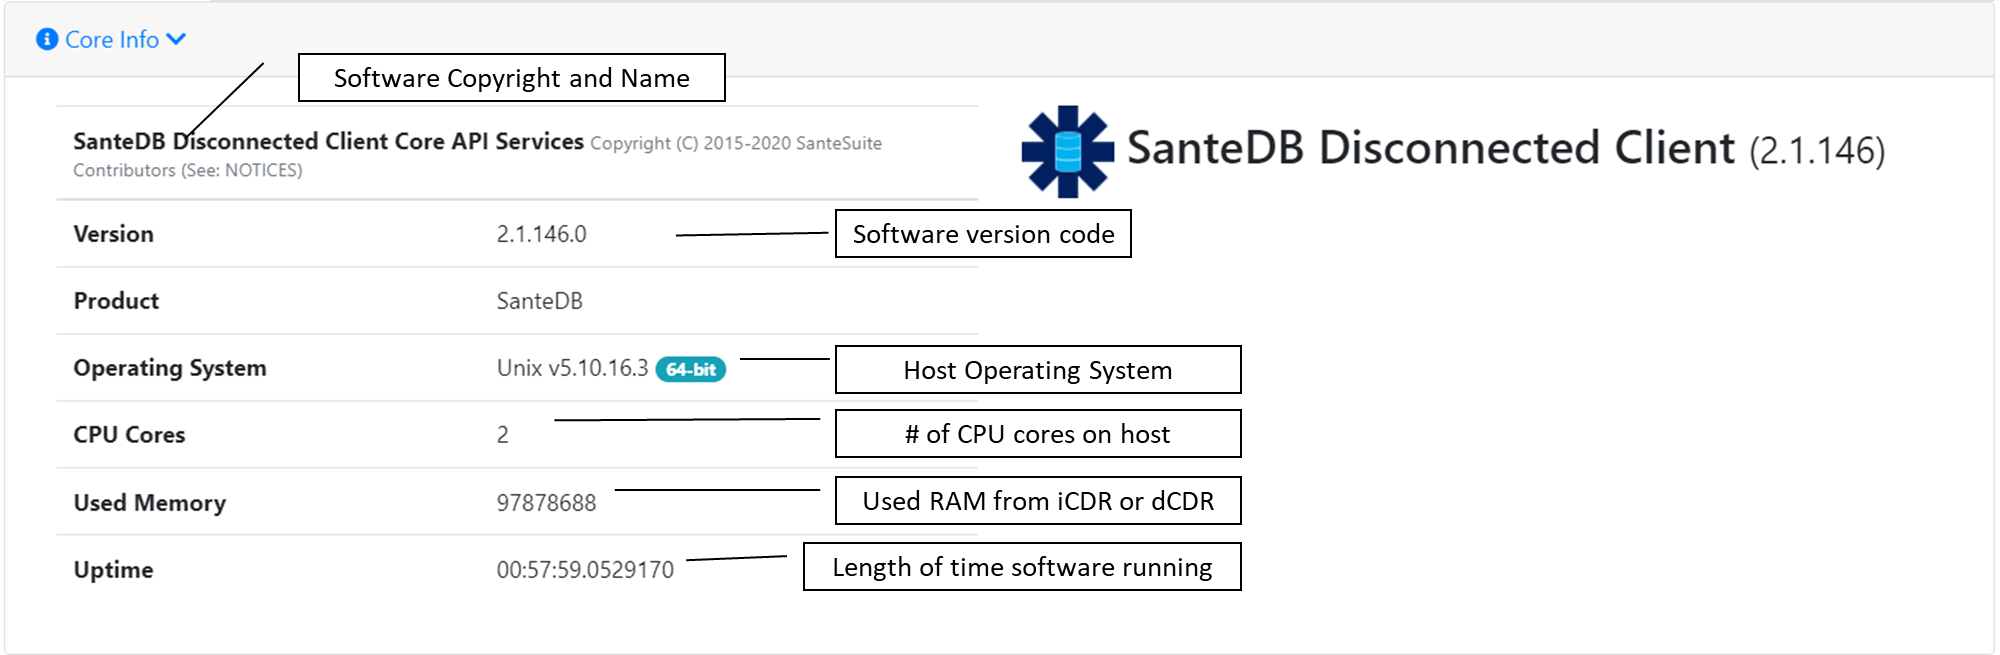 Core Info
Software Copyright and Name
SanteDB Disconnected Client Core API Services Copyright (C) 2015-2020 SanteSuite
Contributors (See: NOTICES)
SanteDB Disconnected Client (2.1.146)
Version 2.1.146.0 Software version code
Product SanteDB
Operating System Unix v5.10.16.3 64-bit Host Operating System
CPU Cores 2 # of CPU cores on host
Used Memory 97878688 Used RAM from iCDR or dCDR
Uptime 00:57:59.0529170 Length of time software running